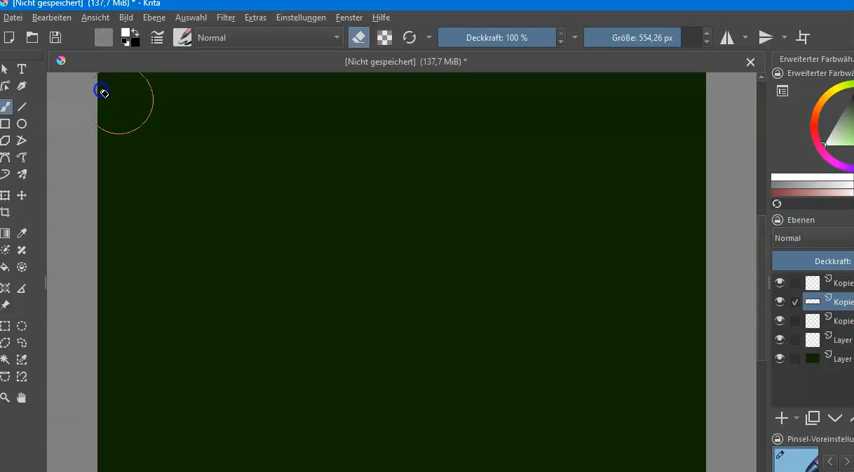 [Nicht gespeichert] (137,7 MiB) * - Krita
Datei Bearbeiten Ansicht Bild Ebene Auswahl Filter Extras Einstellungen Fenster Hilfe
Normal Deckkraft: 100 % Größe: 554,26 px
[Nicht gespeichert] (137,7 MiB) *
Erweiterter Farbwäh
Erweiterter Farbwäh
Ebenen
Normal
Deckkraft:
Kopie
Kopie
Kopie
Layer
Layer
Pinsel-Voreinstellu